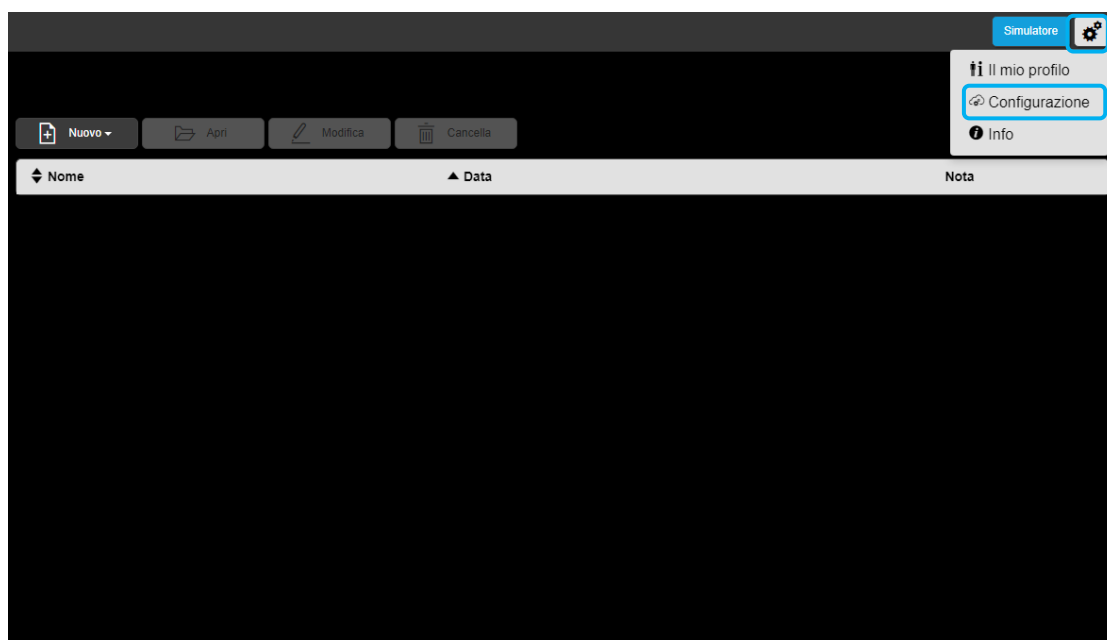 Simulatore
Il mio profilo
Configurazione
Info
Nuovo
Apri
Modifica
Cancella
Nome
Data
Nota